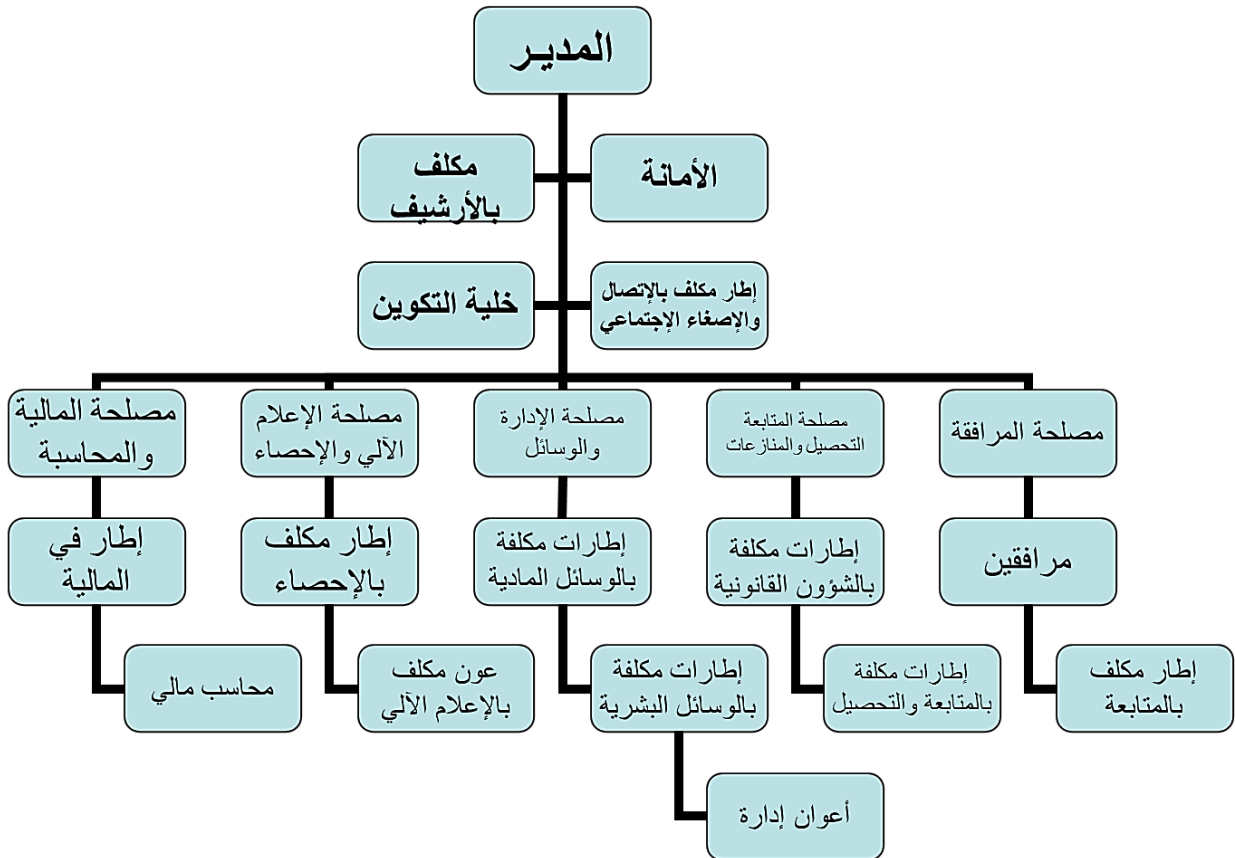 المديـر
الأمانة
مكلف
بالأرشيف
إطار مكلف بالإتصال
والإصغاء الإجتماعي
خلية التكوين
مصلحة المرافقة
مصلحة المتابعة
التحصيل والمنازعات
مصلحة الإدارة
والوسائل
مصلحة الإعلام
الآلي والإحصاء
مصلحة المالية
والمحاسبة
مرافقين
إطارات مكلفة
بالشؤون القانونية
إطارات مكلفة
بالوسائل المادية
إطار مكلف
بالإحصاء
إطار في
المالية
إطار مكلف
بالمتابعة
إطارات مكلفة
بالمتابعة والتحصيل
إطارات مكلفة
بالوسائل البشرية
عون مكلف
بالإعلام الآلي
محاسب مالي
أعوان إدارة